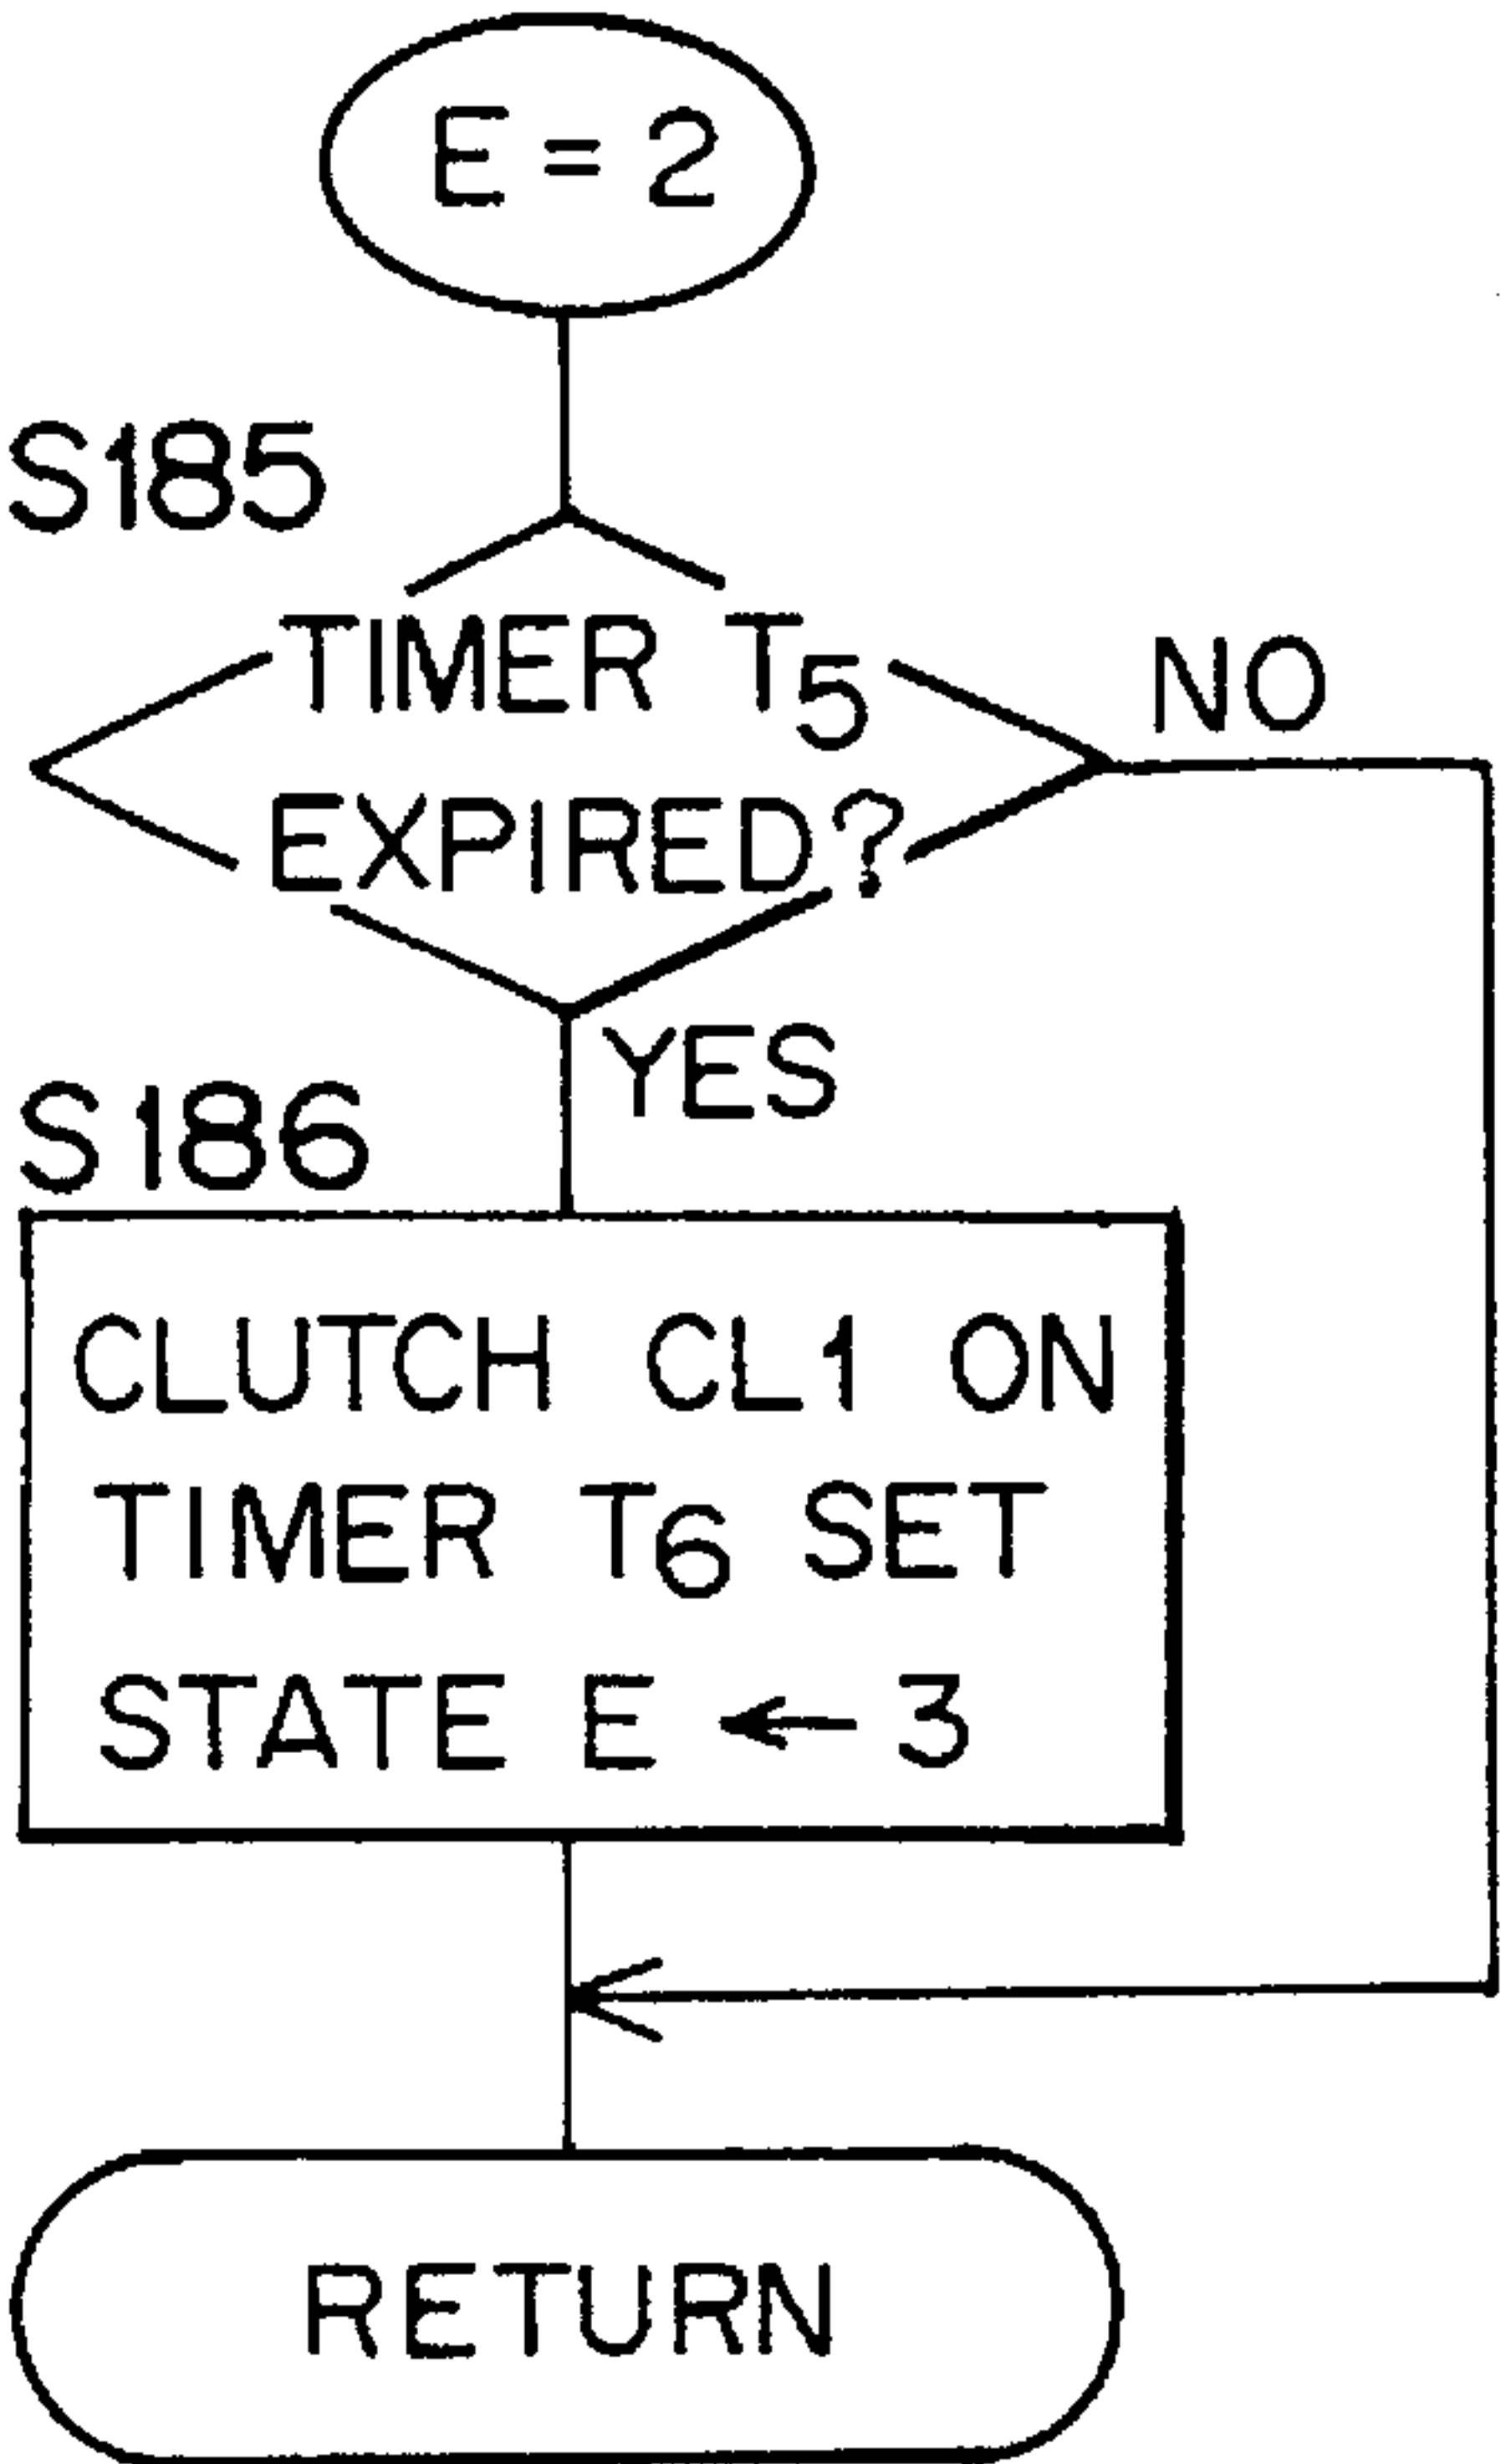 E = 2
S185
TIMER T5
EXPIRED?
NO
YES
S186
CLUTCH CL1 ON
TIMER T6 SET
STATE E ← 3
RETURN